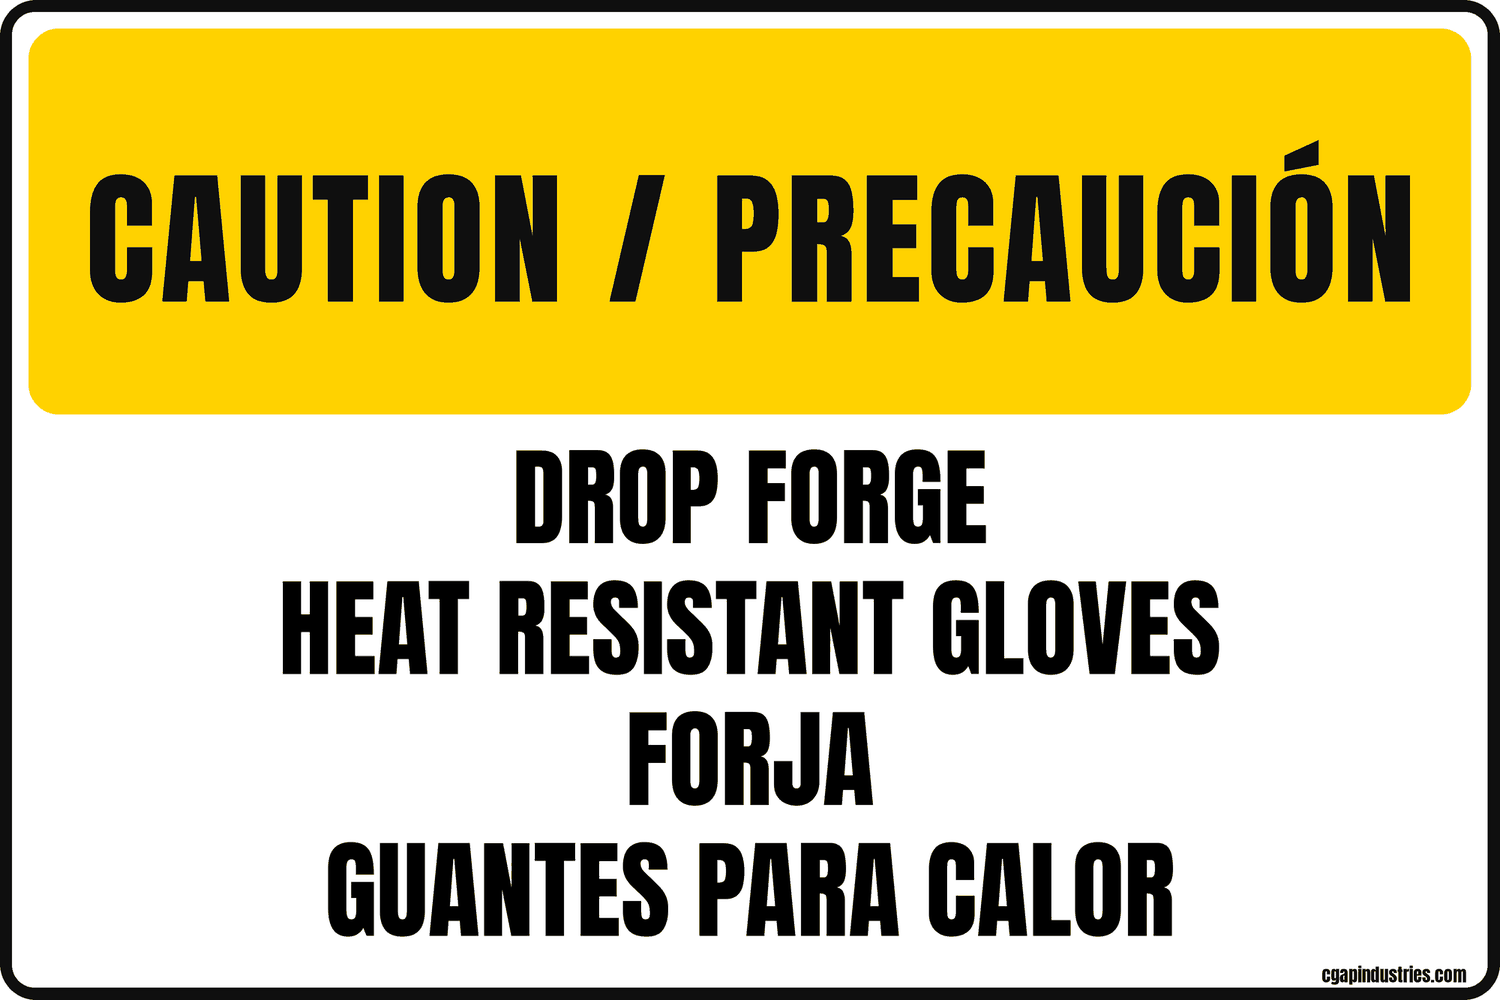 CAUTION / PRECAUCIÓN
DROP FORGE
HEAT RESISTANT GLOVES
FORJA
GUANTES PARA CALOR
cgapindustries.com